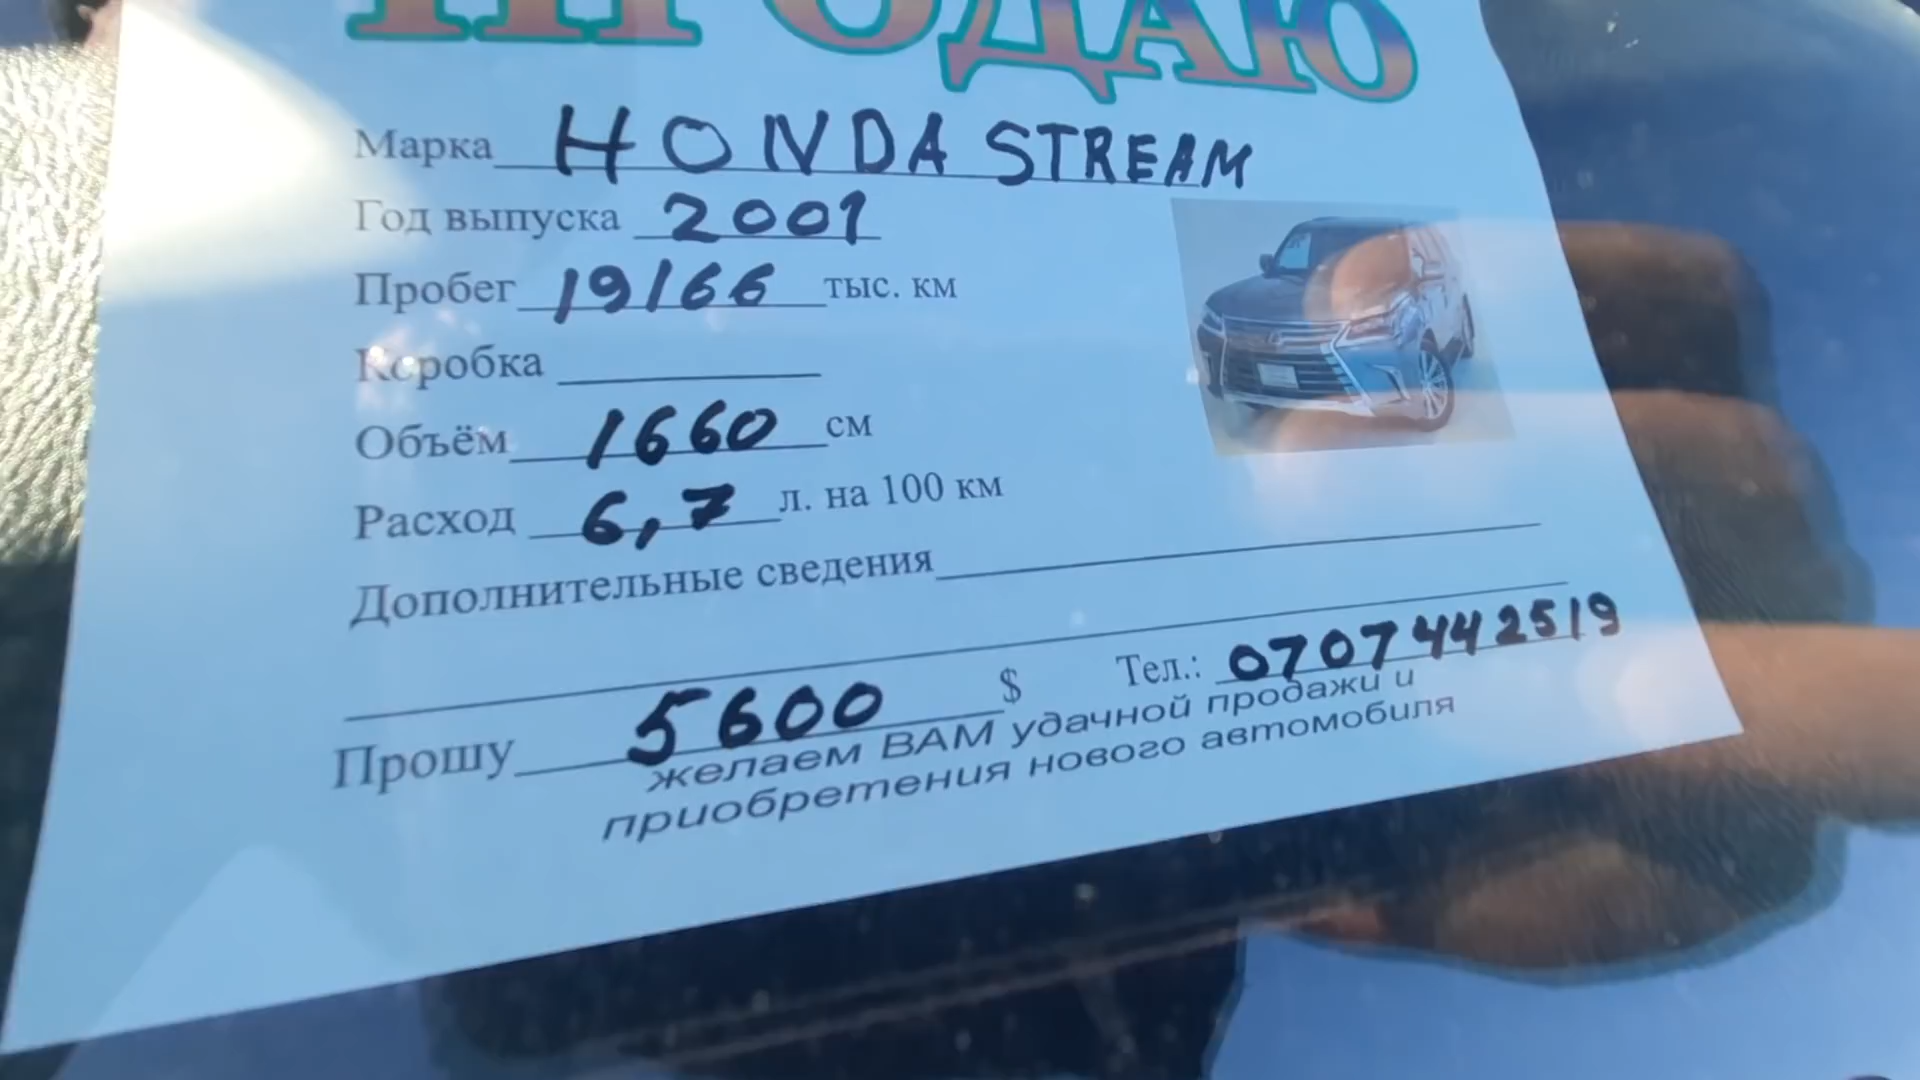 ПРОДАЮ
Марка HONDA STREAM
Год выпуска 2001
Пробег 19166 тыс. км
Коробка
Объём 1660 см
Расход 6,7 л. на 100 км
Дополнительные сведения
Прошу 5600 $ Тел.: 0707442519
желаем ВАМ удачной продажи и
приобретения нового автомобиля